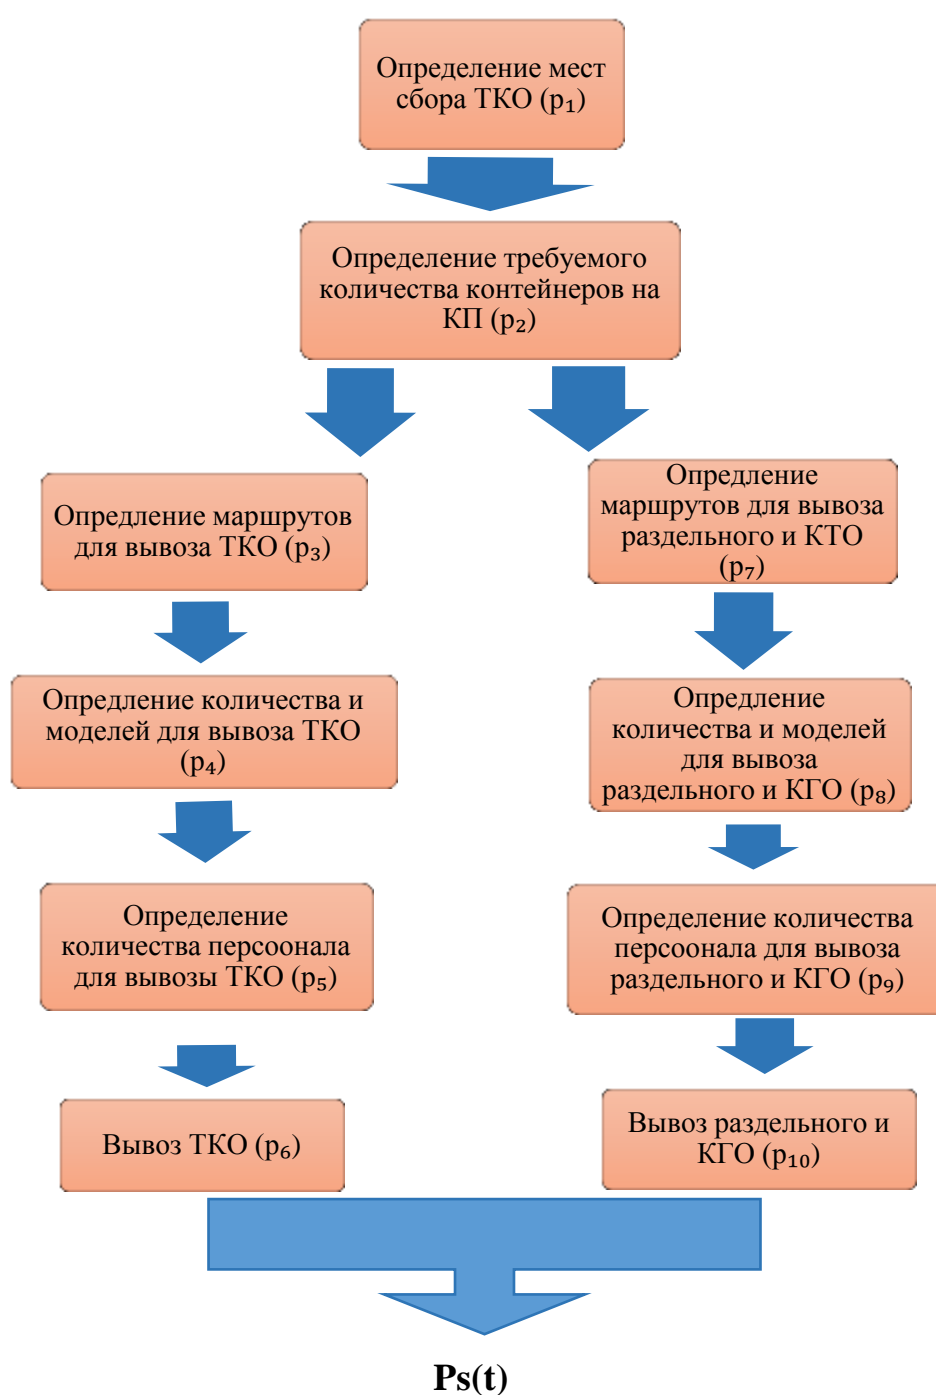 Определение мест
сбора ТКО (p₁)
Определение требуемого
количества контейнеров на
КП (p₂)
Опредление маршрутов
для вывоза ТКО (p₃)
Опредление количества и
моделей для вывоза ТКО
(p₄)
Определение
количества персоонала
для вывозы ТКО (p₅)
Вывоз ТКО (p₆)
Опредление
маршрутов для вывоза
раздельного и КТО
(p₇)
Опредление
количества и моделей
для вывоза
раздельного и КГО (p₈)
Определение количества
персоонала для вывоза
раздельного и КГО (p₉)
Вывоз раздельного и
КГО (p₁₀)
Ps(t)